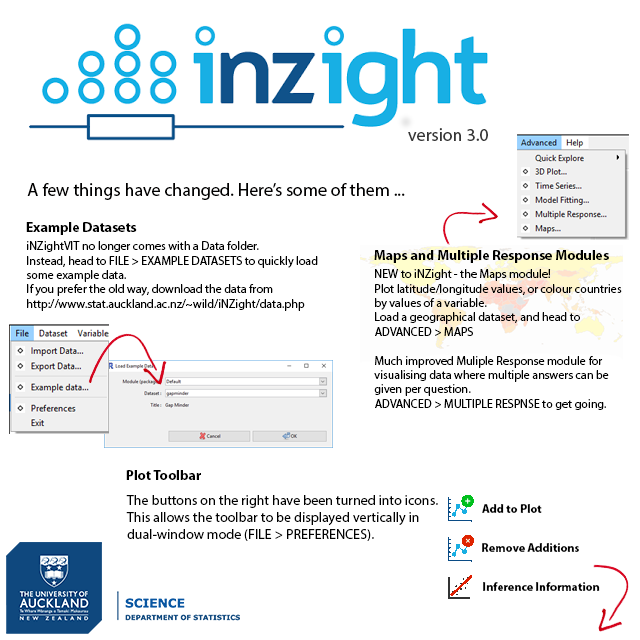 inzight
version 3.0
Advanced Help
Quick Explore
3D Plot...
Time Series...
Model Fitting...
Multiple Response...
Maps...
A few things have changed. Here's some of them ...
Example Datasets
iNZightVIT no longer comes with a Data folder.
Instead, head to FILE > EXAMPLE DATASETS to quickly load
some example data.
If you prefer the old way, download the data from
http://www.stat.auckland.ac.nz/~wild/iNZight/data.php
Maps and Multiple Response Modules
NEW to iNZight - the Maps module!
Plot latitude/longitude values, or colour countries
by values of a variable.
Load a geographical dataset, and head to
ADVANCED > MAPS
Much improved Muliple Response module for
visualising data where multiple answers can be
given per question.
ADVANCED > MULTIPLE RESPNSE to get going.
File Dataset Variable
Import Data...
Export Data...
Example data...
Preferences
Exit
Load Example Data
Module (package) Default
Dataset : gapminder
Title : Gap Minder
Cancel OK
Plot Toolbar
The buttons on the right have been turned into icons.
This allows the toolbar to be displayed vertically in
dual-window mode (FILE > PREFERENCES).
Add to Plot
Remove Additions
Inference Information
THE UNIVERSITY OF
AUCKLAND
Te Whare Wānanga o Tāmaki Makaurau
NEW ZEALAND
SCIENCE
DEPARTMENT OF STATISTICS